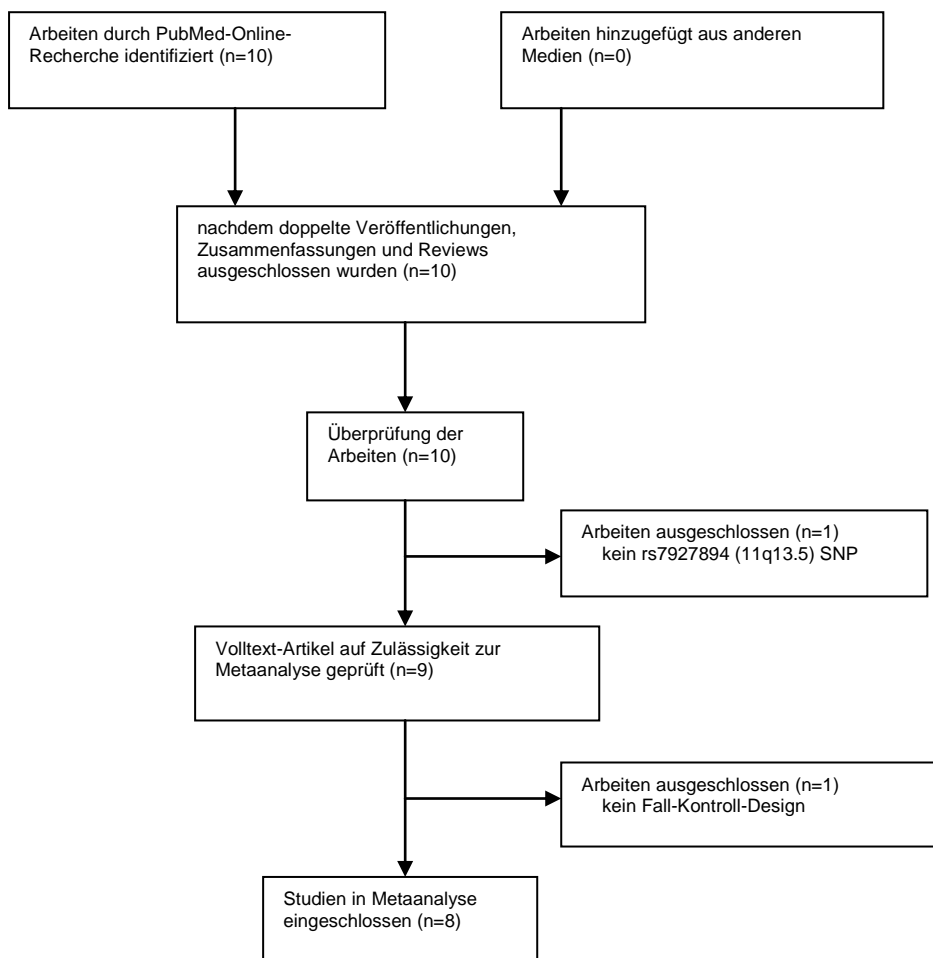 Arbeiten durch PubMed-Online-
Recherche identifiziert (n=10)
Arbeiten hinzugefügt aus anderen
Medien (n=0)
nachdem doppelte Veröffentlichungen,
Zusammenfassungen und Reviews
ausgeschlossen wurden (n=10)
Überprüfung der
Arbeiten (n=10)
Arbeiten ausgeschlossen (n=1)
kein rs7927894 (11q13.5) SNP
Volltext-Artikel auf Zulässigkeit zur
Metaanalyse geprüft (n=9)
Arbeiten ausgeschlossen (n=1)
kein Fall-Kontroll-Design
Studien in Metaanalyse
eingeschlossen (n=8)